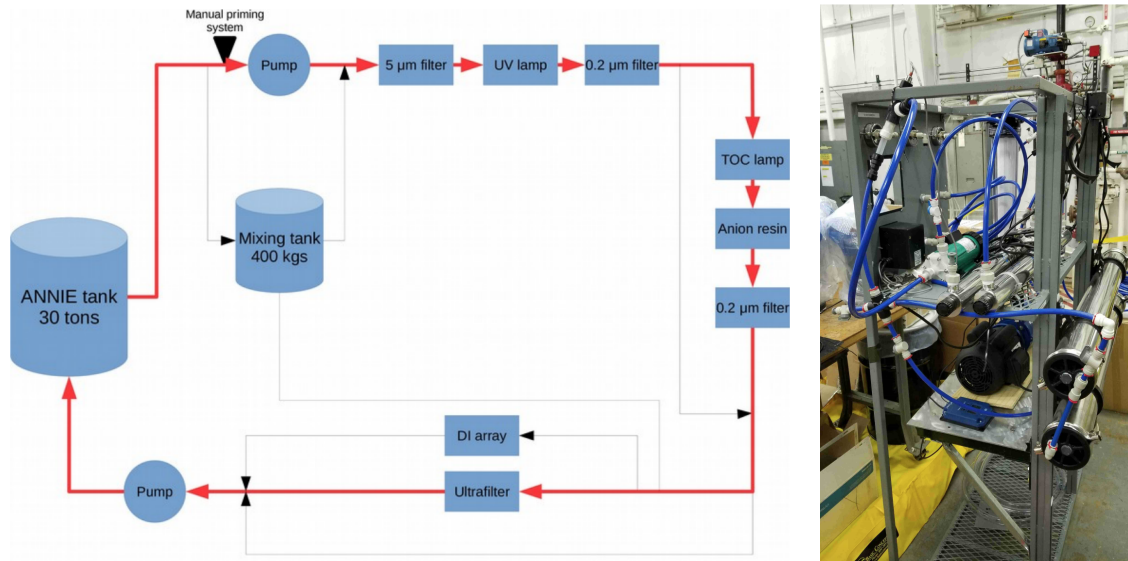 Manual priming
system
Pump
5 μm filter
UV lamp
0.2 μm filter
TOC lamp
Mixing tank
400 kgs
Anion resin
ANNIE tank
30 tons
0.2 μm filter
DI array
Pump
Ultrafilter